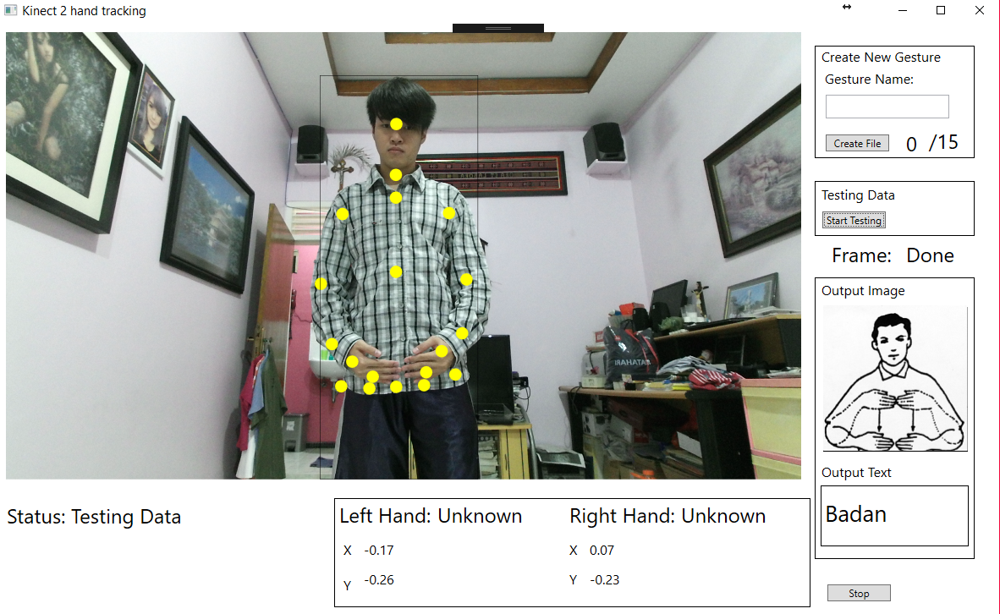 Kinect 2 hand tracking
Create New Gesture
Gesture Name:
Create File 0 /15
Testing Data
Start Testing
Frame: Done
Output Image
MATAHARI
Output Text
Badan
Status: Testing Data
Left Hand: Unknown Right Hand: Unknown
X -0.17 X 0.07
Y -0.26 Y -0.23
Stop